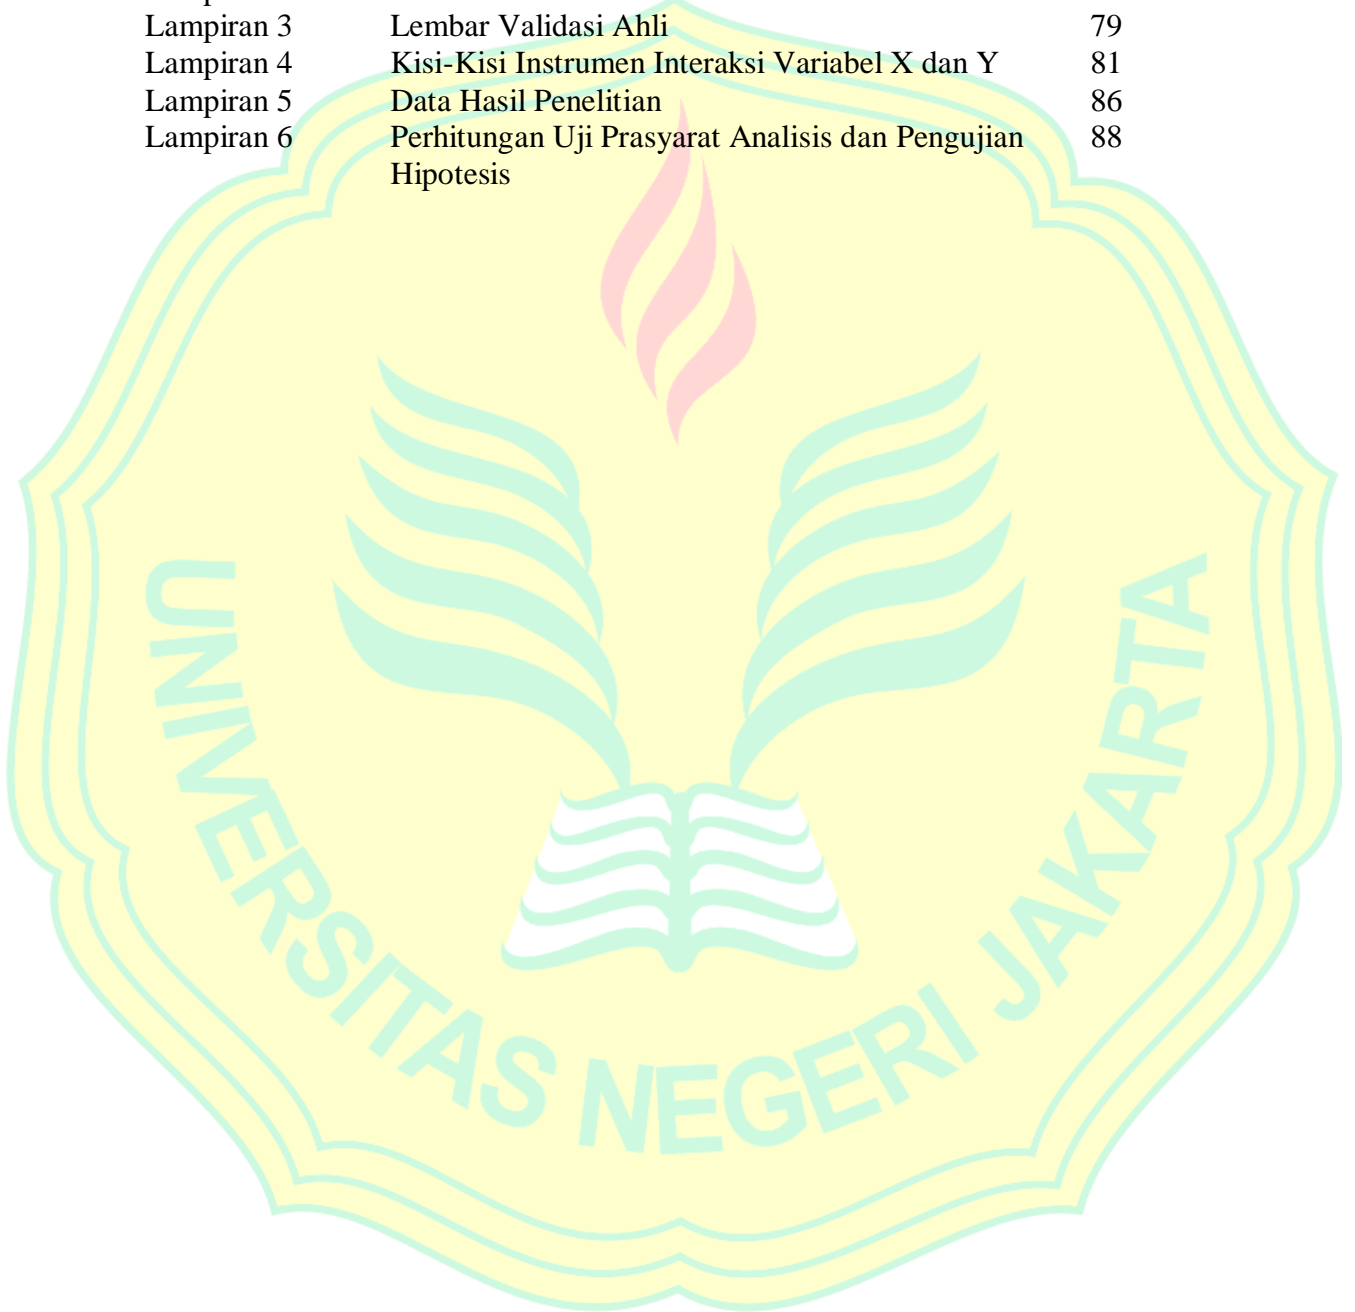 Lampiran 3 Lembar Validasi Ahli 79
Lampiran 4 Kisi-Kisi Instrumen Interaksi Variabel X dan Y 81
Lampiran 5 Data Hasil Penelitian 86
Lampiran 6 Perhitungan Uji Prasyarat Analisis dan Pengujian 88
Hipotesis
UNIVERSITAS NEGERI JAKARTA